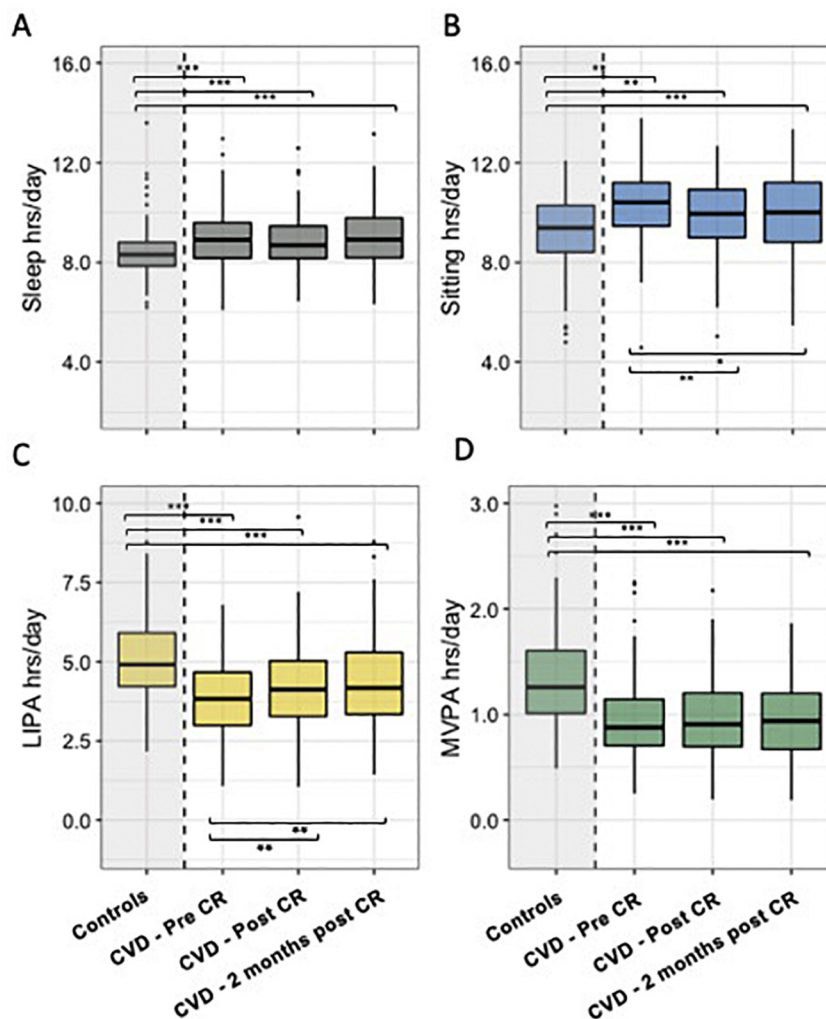 A
16.0
12.0
8.0
4.0
Sleep hrs/day
***
***
***
B
16.0
12.0
8.0
4.0
Sitting hrs/day
**
***
*
**
C
10.0
7.5
5.0
2.5
0.0
LIPA hrs/day
***
***
***
**
**
D
3.0
2.0
1.0
0.0
MVPA hrs/day
***
***
***
Controls
CVD - Pre CR
CVD - Post CR
CVD - 2 months post CR
Controls
CVD - Pre CR
CVD - Post CR
CVD - 2 months post CR